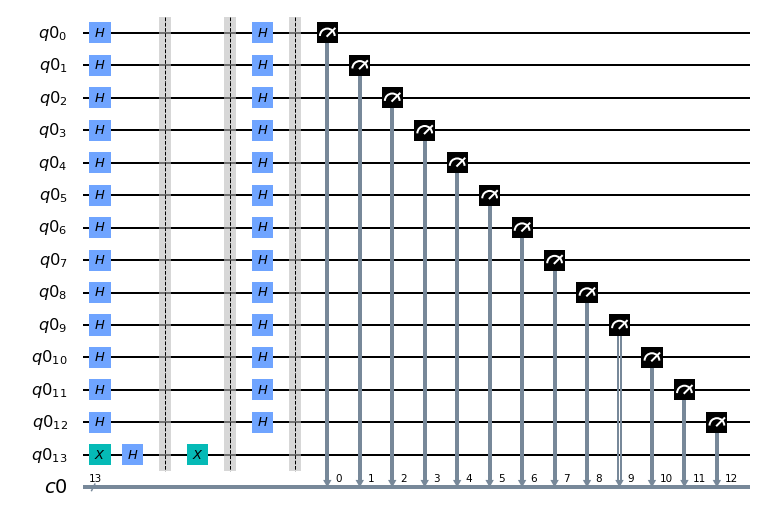 q0₀ H H
q0₁ H H
q0₂ H H
q0₃ H H
q0₄ H H
q0₅ H H
q0₆ H H
q0₇ H H
q0₈ H H
q0₉ H H
q0₁₀ H H
q0₁₁ H H
q0₁₂ H H
q0₁₃ X H X
c0 13 0 1 2 3 4 5 6 7 8 9 10 11 12